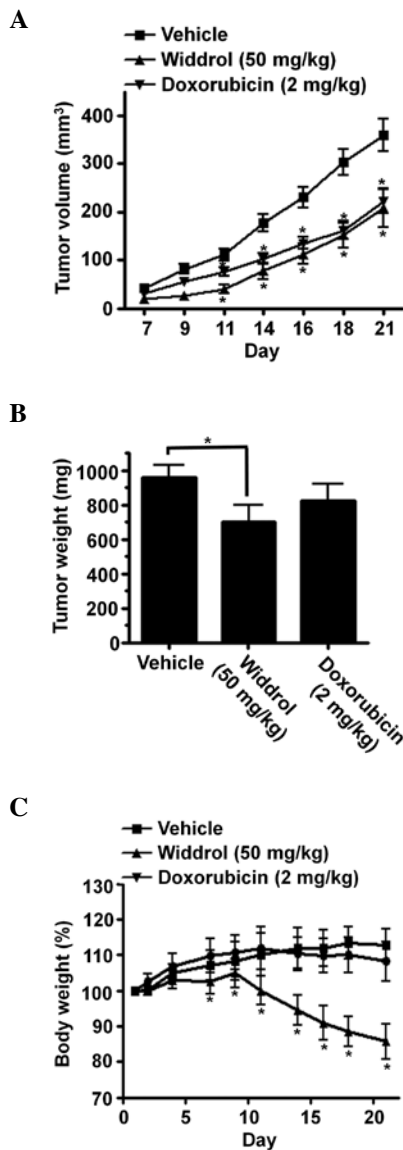 A
Vehicle
Widdrol (50 mg/kg)
Doxorubicin (2 mg/kg)
Tumor volume (mm³)
400
300
200
100
0
* * * * *
* * * * *
7 9 11 14 16 18 21
Day
B
*
Tumor weight (mg)
1000
800
600
400
200
0
Vehicle
Widdrol
(50 mg/kg)
Doxorubicin
(2 mg/kg)
C
Vehicle
Widdrol (50 mg/kg)
Doxorubicin (2 mg/kg)
Body weight (%)
130
120
110
100
90
80
70
* * * * * * *
0 5 10 15 20
Day